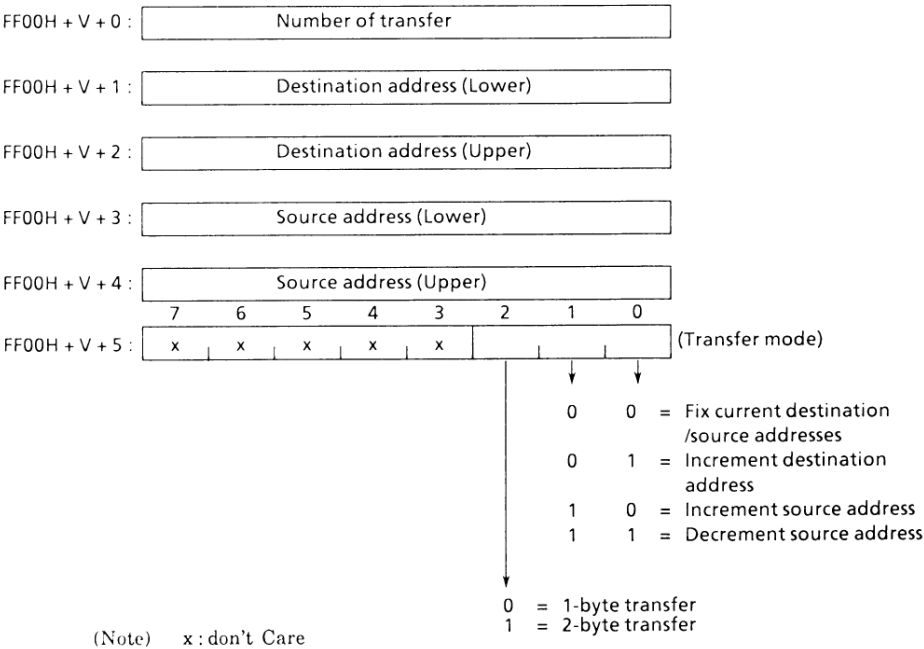 FF00H + V + 0 : Number of transfer
FF00H + V + 1 : Destination address (Lower)
FF00H + V + 2 : Destination address (Upper)
FF00H + V + 3 : Source address (Lower)
FF00H + V + 4 : Source address (Upper)
7 6 5 4 3 2 1 0
FF00H + V + 5 : x x x x x (Transfer mode)
0 0 = Fix current destination
/source addresses
0 1 = Increment destination
address
1 0 = Increment source address
1 1 = Decrement source address
0 = 1-byte transfer
1 = 2-byte transfer
(Note) x : don't Care